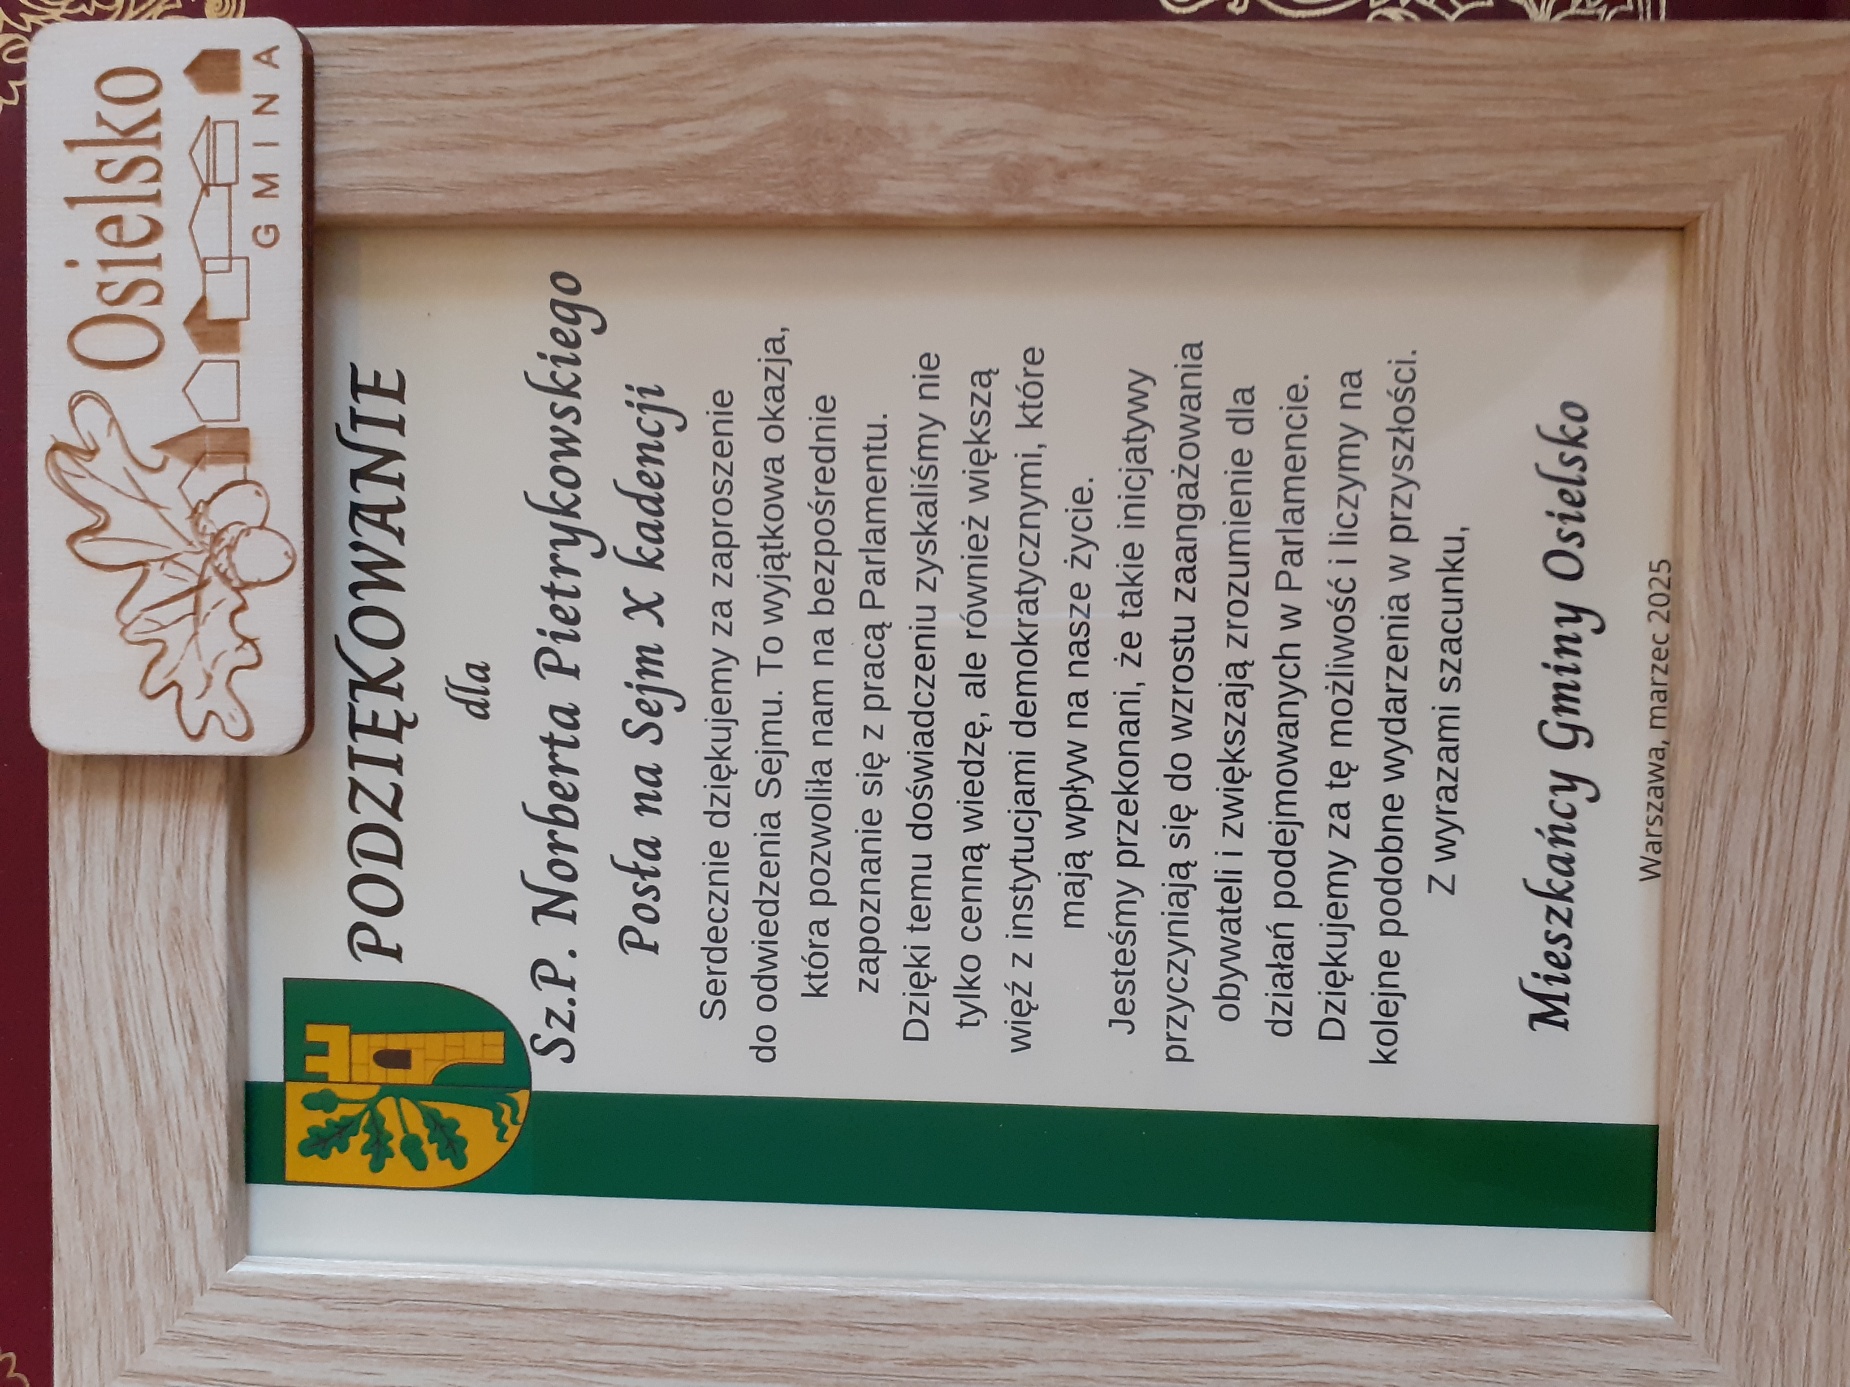 Osielsko
GMINA
PODZIĘKOWANIE
dla
Sz.P. Norberta Pietrykowskiego
Posła na Sejm X kadencji
Serdecznie dziękujemy za zaproszenie
do odwiedzenia Sejmu. To wyjątkowa okazja,
która pozwoliła nam na bezpośrednie
zapoznanie się z pracą Parlamentu.
Dzięki temu doświadczeniu zyskaliśmy nie
tylko cenną wiedzę, ale również większą
więź z instytucjami demokratycznymi, które
mają wpływ na nasze życie.
Jesteśmy przekonani, że takie inicjatywy
przyczyniają się do wzrostu zaangażowania
obywateli i zwiększają zrozumienie dla
działań podejmowanych w Parlamencie.
Dziękujemy za tę możliwość i liczymy na
kolejne podobne wydarzenia w przyszłości.
Z wyrazami szacunku,
Mieszkańcy Gminy Osielsko
Warszawa, marzec 2025